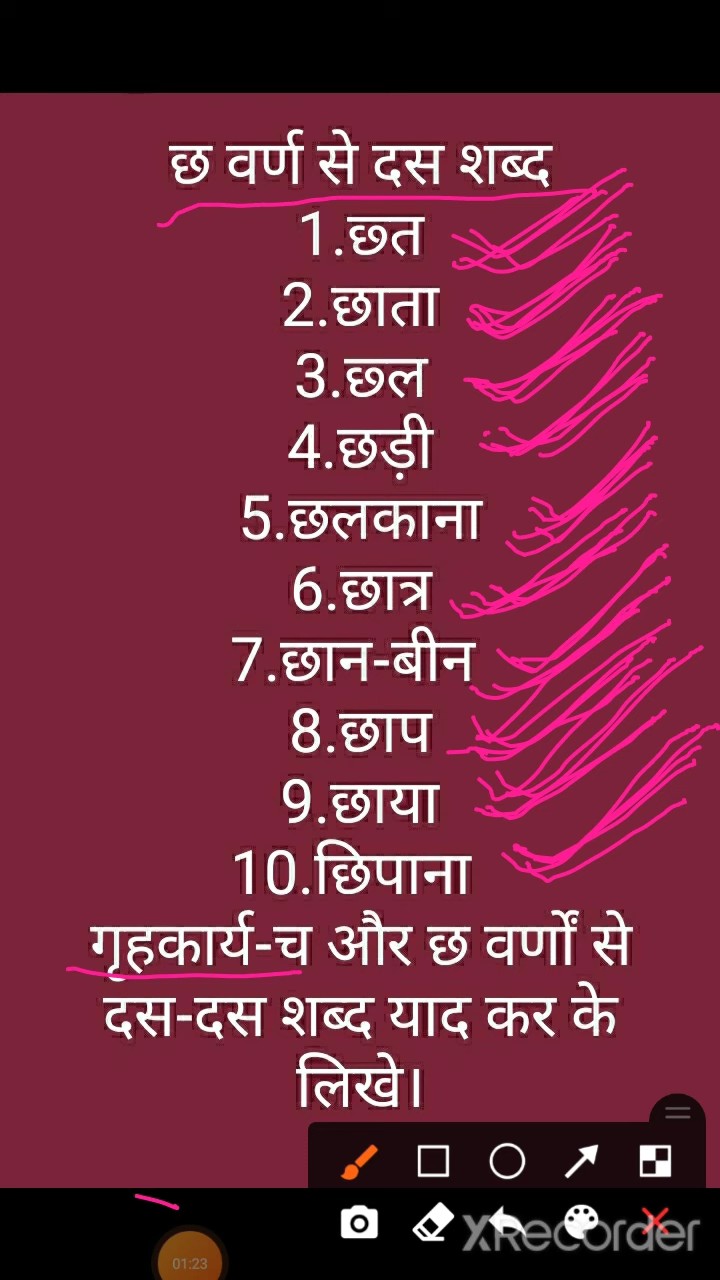 छ वर्ण से दस शब्द
1.छत
2.छाता
3.छल
4.छड़ी
5.छलकाना
6.छात्र
7.छान-बीन
8.छाप
9.छाया
10.छिपाना
गृहकार्य-च और छ वर्णों से
दस-दस शब्द याद कर के
लिखे।
XRecorder
01:23